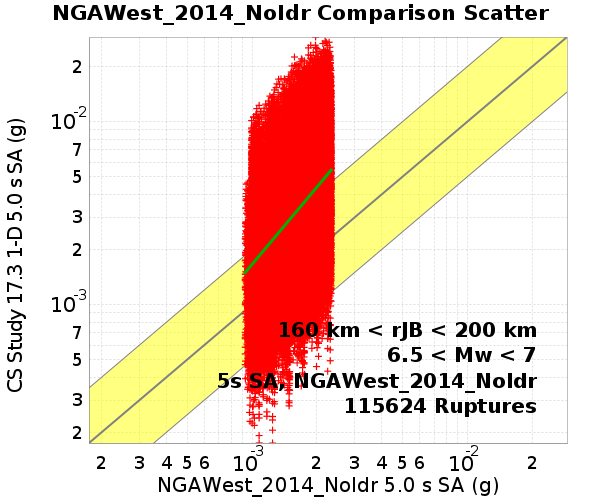 NGAWest_2014_NoIdr Comparison Scatter
CS Study 17.3 1-D 5.0 s SA (g)
2
10-2
7
5
3
2
10-3
7
5
3
2
160 km < rJB < 200 km
6.5 < Mw < 7
5s SA, NGAWest_2014_NoIdr
115624 Ruptures
2 3 4 5 6 10-3 2 3 4 5 6 10-2 2
NGAWest_2014_NoIdr 5.0 s SA (g)